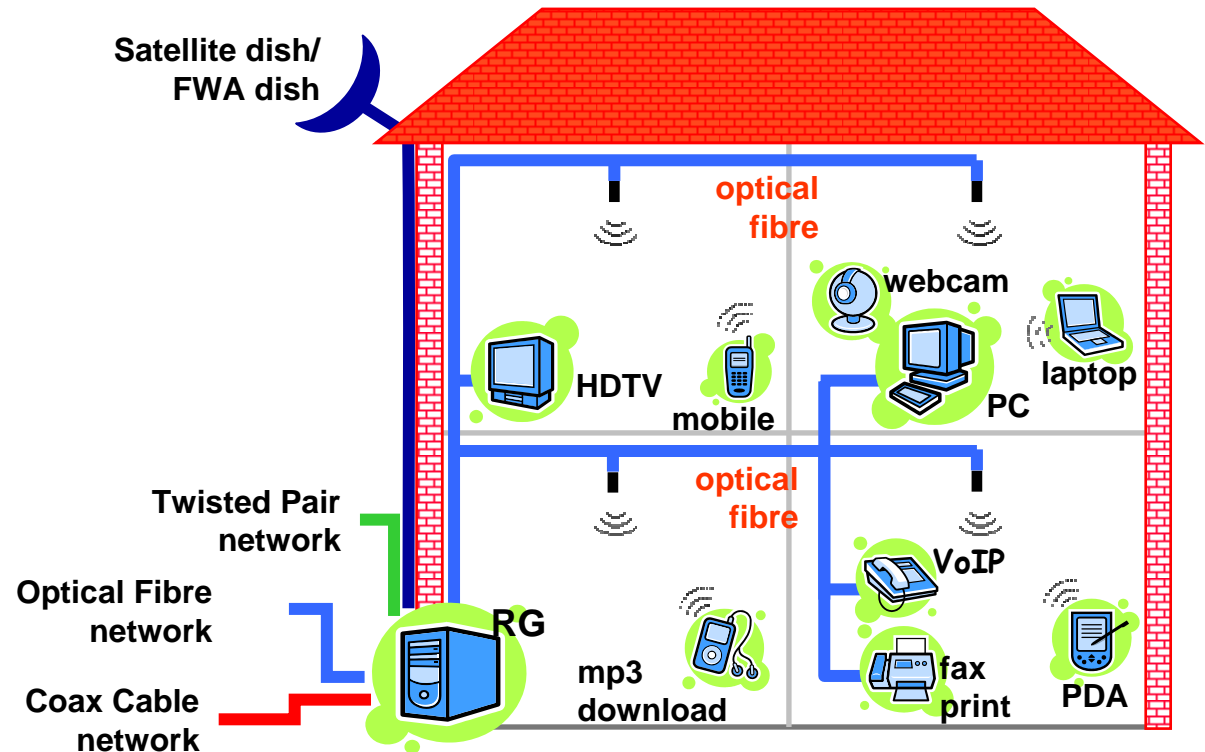 Satellite dish/
FWA dish
optical
fibre
webcam
laptop
HDTV
mobile
PC
optical
fibre
Twisted Pair
network
VoIP
Optical Fibre
network
RG
mp3
download
fax
print
PDA
Coax Cable
network